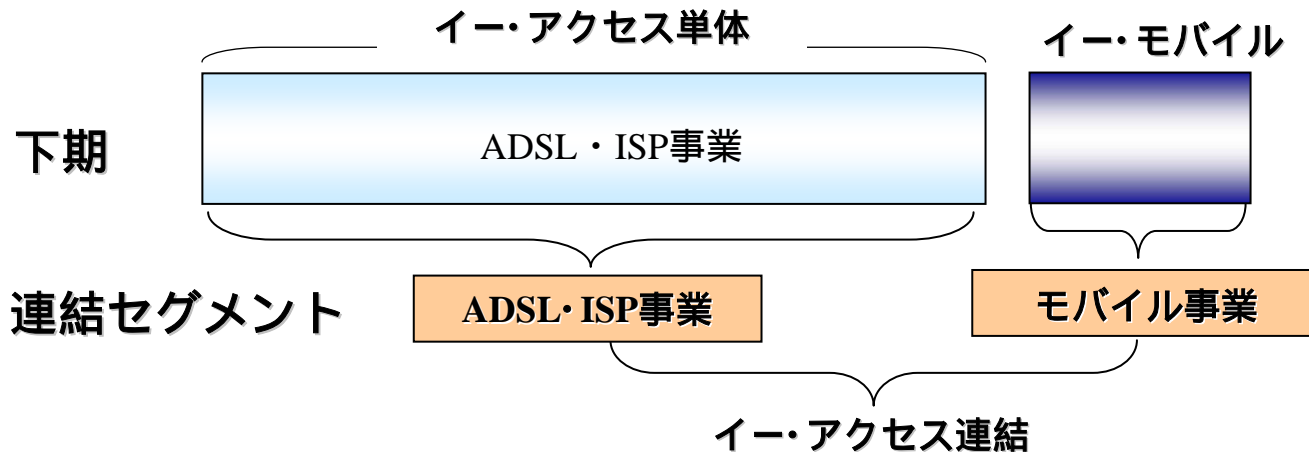 イー・アクセス単体
イー・モバイル
下期
ADSL・ISP事業
連結セグメント
ADSL・ISP事業
モバイル事業
イー・アクセス連結